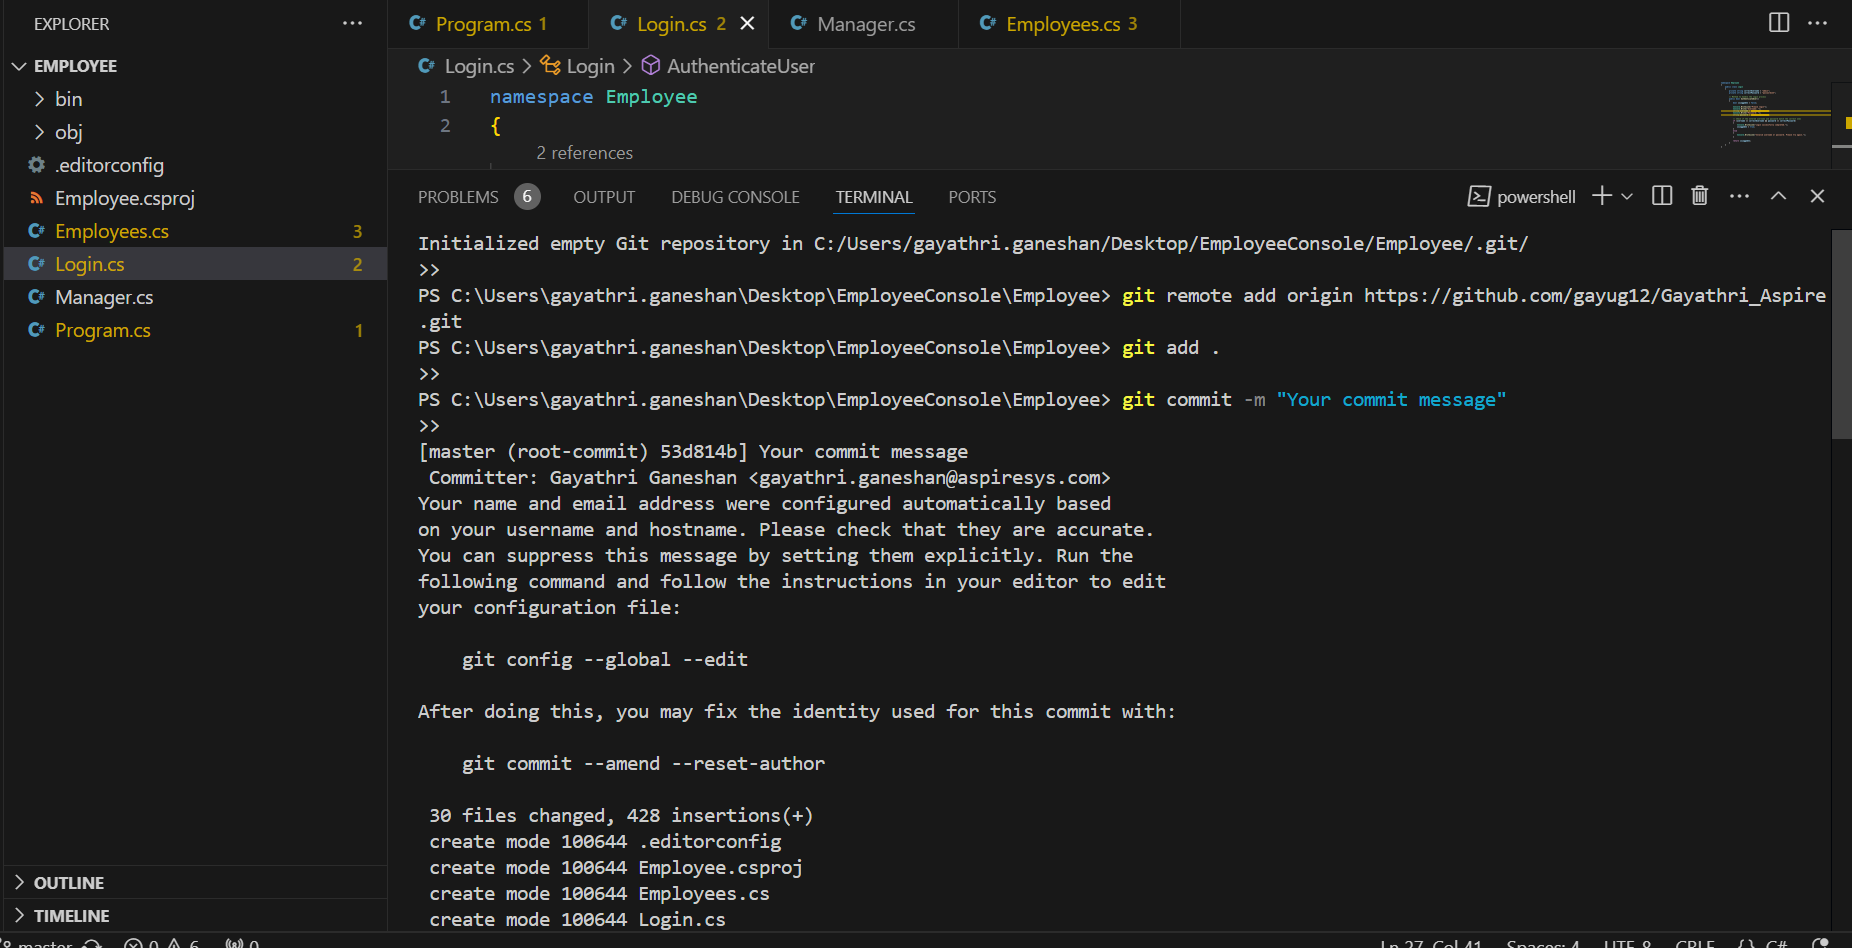 EXPLORER
EMPLOYEE
bin
obj
.editorconfig
Employee.csproj
Employees.cs 3
Login.cs 2
Manager.cs
Program.cs 1
OUTLINE
TIMELINE
Program.cs 1
Login.cs 2
Manager.cs
Employees.cs 3
Login.cs > Login > AuthenticateUser
1 namespace Employee
2 {
2 references
PROBLEMS 6 OUTPUT DEBUG CONSOLE TERMINAL PORTS
powershell
Initialized empty Git repository in C:/Users/gayathri.ganeshan/Desktop/EmployeeConsole/Employee/.git/
>>
PS C:\Users\gayathri.ganeshan\Desktop\EmployeeConsole\Employee> git remote add origin https://github.com/gayug12/Gayathri_Aspire
.git
PS C:\Users\gayathri.ganeshan\Desktop\EmployeeConsole\Employee> git add .
>>
PS C:\Users\gayathri.ganeshan\Desktop\EmployeeConsole\Employee> git commit -m "Your commit message"
>>
[master (root-commit) 53d814b] Your commit message
Committer: Gayathri Ganeshan <gayathri.ganeshan@aspiresys.com>
Your name and email address were configured automatically based
on your username and hostname. Please check that they are accurate.
You can suppress this message by setting them explicitly. Run the
following command and follow the instructions in your editor to edit
your configuration file:
git config --global --edit
After doing this, you may fix the identity used for this commit with:
git commit --amend --reset-author
30 files changed, 428 insertions(+)
create mode 100644 .editorconfig
create mode 100644 Employee.csproj
create mode 100644 Employees.cs
create mode 100644 Login.cs
master 0 6 0 Ln 27, Col 41 Spaces: 4 UTF-8 CRLF {} C#